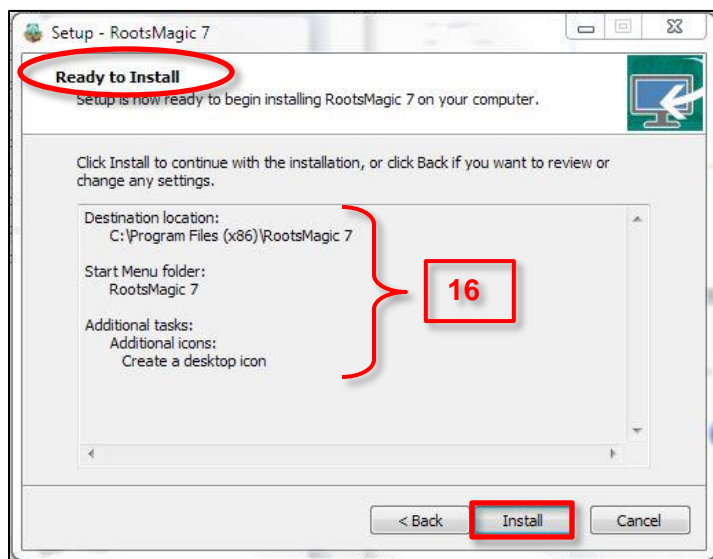 Setup - RootsMagic 7
Ready to Install
Setup is now ready to begin installing RootsMagic 7 on your computer.
Click Install to continue with the installation, or click Back if you want to review or
change any settings.
Destination location:
C:\Program Files (x86)\RootsMagic 7
Start Menu folder:
RootsMagic 7
Additional tasks:
Additional icons:
Create a desktop icon
16
< Back
Install
Cancel